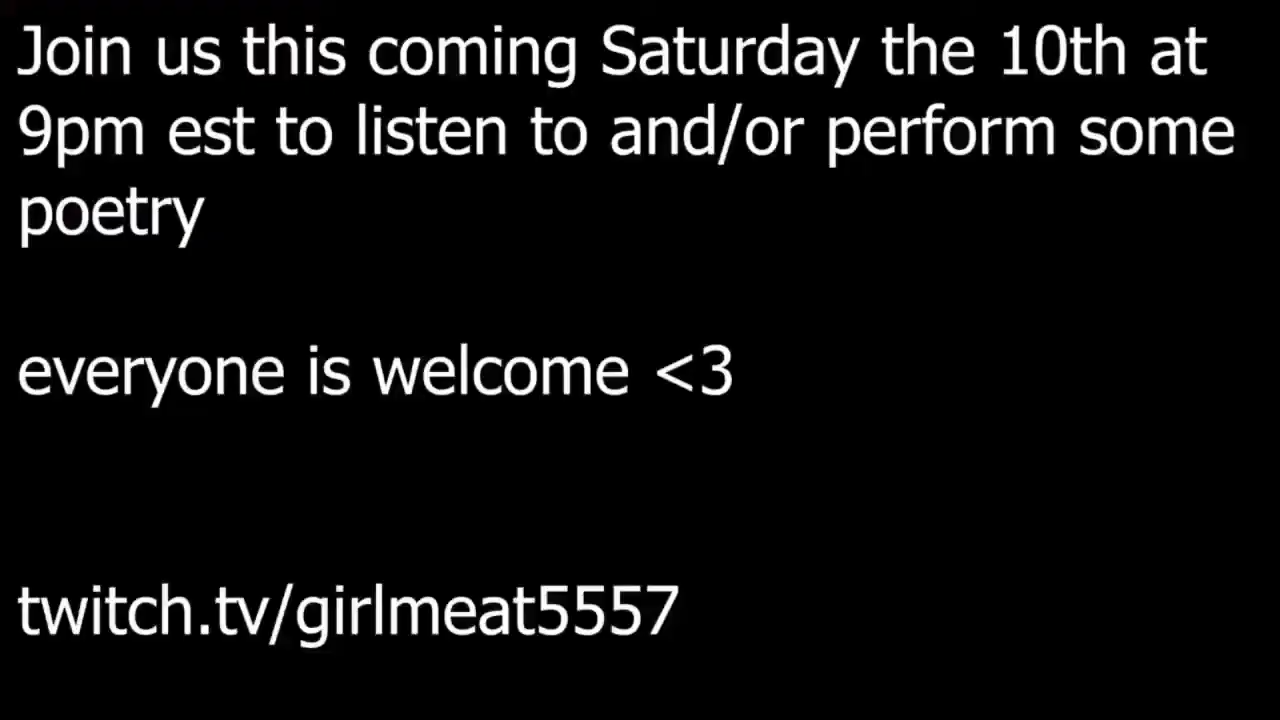 Join us this coming Saturday the 10th at
9pm est to listen to and/or perform some
poetry
everyone is welcome <3
twitch.tv/girlmeat5557